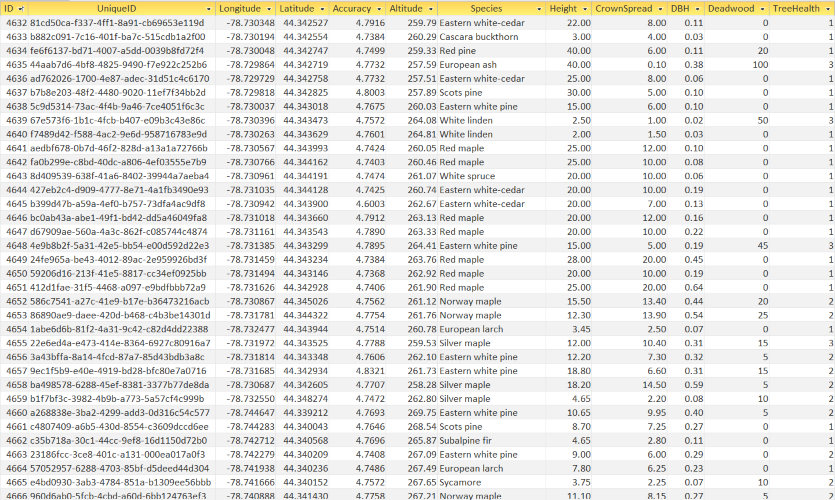 ID UniqueID Longitude Latitude Accuracy Altitude Species Height CrownSpread DBH Deadwood TreeHealth
4632 81cd50ca-f337-4ff1-8a91-cb69653e119d -78.730348 44.342527 4.7916 259.79 Eastern white-cedar 22.00 8.00 0.11 0 1
4633 b882c091-7c16-401f-ba7c-515cdb1a2f00 -78.730194 44.342554 4.7384 260.29 Cascara buckthorn 3.00 4.00 0.03 0 1
4634 fe6f6137-bd71-4007-a5dd-0039b8fd72f4 -78.730048 44.342747 4.7499 259.33 Red pine 40.00 6.00 0.11 20 1
4635 44aab7d6-4bf8-4825-9490-f7e922c252b6 -78.729864 44.342719 4.7732 257.59 European ash 40.00 0.10 0.38 100 3
4636 ad762026-1700-4e87-adec-31d51c4c6170 -78.729729 44.342758 4.7732 257.51 Eastern white-cedar 25.00 8.00 0.06 0 1
4637 b7b8e203-48f2-4480-9020-11ef7f34bb2d -78.729818 44.342825 4.8003 257.89 Scots pine 30.00 5.00 0.10 0 1
4638 5c9d5314-73ac-4f4b-9a46-7ce4051f6c3c -78.730037 44.343018 4.7675 260.03 Eastern white pine 15.00 6.00 0.10 0 1
4639 67e573f6-1b1c-4fcb-b407-e09b3c43e86c -78.730396 44.343473 4.7572 264.08 White linden 2.50 1.00 0.02 50 3
4640 f7489d42-f588-4ac2-9e6d-958716783e9d -78.730263 44.343629 4.7601 264.81 White linden 2.00 1.50 0.03 0 1
4641 aedbf678-0b7d-46f2-828d-a13a1a72766b -78.730567 44.343993 4.7424 260.05 Red maple 25.00 12.00 0.10 0 1
4642 fa0b299e-c8bd-40dc-a806-4ef03555e7b9 -78.730766 44.344162 4.7403 260.46 Red maple 25.00 10.00 0.08 0 1
4643 8d409539-638f-41a6-8402-39944a7aeba4 -78.730961 44.344191 4.7474 261.07 White spruce 20.00 10.00 0.06 0 1
4644 427eb2c4-d909-4777-8e71-4a1fb3490e93 -78.731035 44.344128 4.7425 260.74 Eastern white-cedar 20.00 10.00 0.19 0 1
4645 b399d47b-a59a-4ef0-b757-73dfa4ac9df8 -78.730942 44.343900 4.6003 262.67 Eastern white-cedar 20.00 7.00 0.13 0 1
4646 bc0ab43a-abe1-49f1-bd42-dd5a46049fa8 -78.731018 44.343660 4.7912 263.13 Red maple 20.00 12.00 0.16 0 1
4647 d67909ae-560a-4a3c-862f-c085744c4874 -78.731161 44.343543 4.7890 263.33 Red maple 20.00 10.00 0.22 0 1
4648 4e9b8b2f-5a31-42e5-bb54-e00d592d22e3 -78.731385 44.343299 4.7895 264.41 Eastern white pine 15.00 5.00 0.19 45 3
4649 24fe965a-be43-4012-89ac-2e959926bd3f -78.731459 44.343234 4.7384 263.76 Red maple 28.00 20.00 0.45 0 1
4650 59206d16-213f-41e5-8817-cc34ef0925bb -78.731494 44.343146 4.7368 262.92 Red maple 20.00 10.00 0.19 0 1
4651 412d1fae-31f5-4468-a097-e9bdfbbb72a9 -78.731626 44.342928 4.7406 261.90 Red maple 25.00 20.00 0.64 0 1
4652 586c7541-a27c-41e9-b17e-b36473216acb -78.730867 44.345026 4.7562 261.12 Norway maple 15.50 13.40 0.44 20 2
4653 86890ae9-daee-420d-b468-c4b3be14301d -78.731781 44.344322 4.7754 261.76 Norway maple 12.30 13.90 0.54 25 2
4654 1abe6d6b-81f2-4a31-9c42-c82d4dd22388 -78.732477 44.343944 4.7514 260.78 European larch 3.45 2.50 0.07 0 1
4655 22e6ed4a-e473-414e-8364-6927c80916a7 -78.731972 44.343525 4.7788 259.53 Silver maple 12.00 10.40 0.31 15 3
4656 3a43bffa-8a14-4fcd-87a7-85d43bdb3a8c -78.731814 44.343348 4.7606 262.10 Eastern white pine 12.20 7.30 0.32 5 2
4657 9ec1f5b9-e40e-4919-bd28-bfc80e7a0716 -78.731685 44.342934 4.8321 261.73 Eastern white pine 18.80 6.60 0.31 15 2
4658 ba498578-6288-45ef-8381-3377b77de8da -78.730687 44.342605 4.7707 258.28 Silver maple 18.20 14.50 0.59 5 2
4659 b1f7bf3c-3982-4b9b-a773-5a57cf4c999b -78.732550 44.348274 4.7472 262.80 Silver maple 4.65 2.20 0.08 10 2
4660 a268838e-3ba2-4299-add3-0d316c54c577 -78.744647 44.339212 4.7693 269.75 Eastern white pine 10.65 9.95 0.40 5 2
4661 c4807409-a6b5-430d-8554-c3609dccd6ee -78.744283 44.340043 4.7646 268.54 Scots pine 8.70 7.25 0.27 5 2
4662 c35b718a-30c1-44cc-9ef8-16d1150d72b0 -78.742712 44.340568 4.7696 265.87 Subalpine fir 4.65 2.80 0.11 0 1
4663 23186fcc-3ce8-401c-a131-000ea017a0f3 -78.742279 44.340209 4.7408 267.09 Eastern white pine 9.00 6.00 0.29 0 2
4664 57052957-6288-4703-85bf-d5deed44d304 -78.741938 44.340236 4.7486 267.49 European larch 7.80 6.25 0.23 0 1
4665 e4bd0930-3ab3-4784-851a-b1309ee56bbb -78.741666 44.340152 4.7572 267.65 Sycamore 3.75 2.25 0.07 10 2
4666 960d6ab0-5fcb-4cbd-a60d-6bb124763ef3 -78.740888 44.341430 4.7758 267.21 Norway maple 11.10 8.15 0.27 5 2